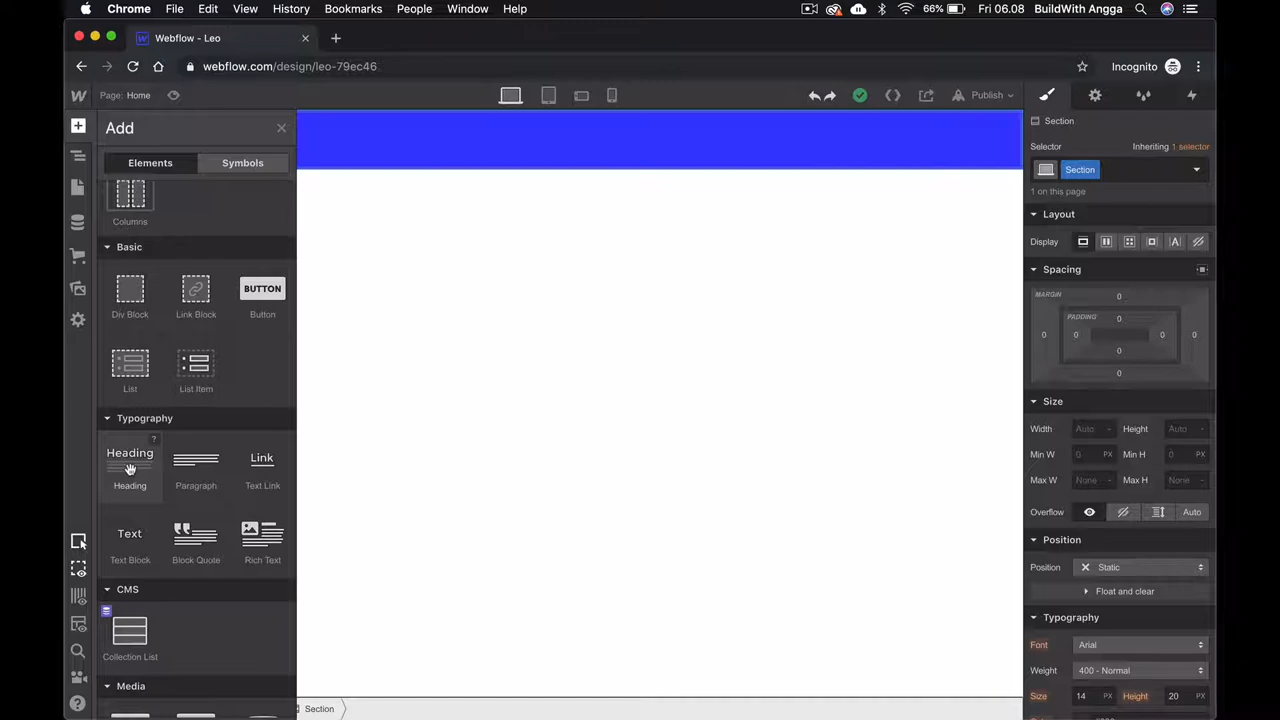 Chrome File Edit View History Bookmarks People Window Help 66% Fri 06.08 BuildWith Angga
Webflow - Leo
webflow.com/design/leo-79ec46 Incognito
Page: Home Publish
Add
Elements Symbols
Columns
Basic
Div Block Link Block BUTTON Button
List List Item
Typography
Heading Link
Heading Paragraph Text Link
Text
Text Block Block Quote Rich Text
CMS
Collection List
Media
Section
Section
Selector Inheriting 1 selector
Section
1 on this page
Layout
Display
Spacing
MARGIN 0
PADDING 0
0 0 0 0
0
0
Size
Width Auto - Height Auto -
Min W 0 PX Min H 0 PX
Max W None - Max H None -
Overflow Auto
Position
Position Static
Float and clear
Typography
Font Arial
Weight 400 - Normal
Size 14 PX Height 20 PX